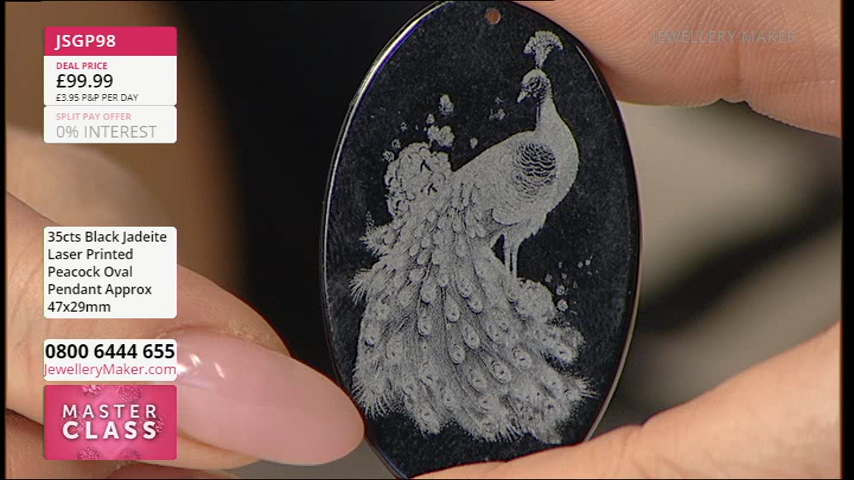 JSGP98
DEAL PRICE
£99.99
£3.95 P&P PER DAY
SPLIT PAY OFFER
0% INTEREST
JEWELLERY MAKER
35cts Black Jadeite
Laser Printed
Peacock Oval
Pendant Approx
47x29mm
0800 6444 655
JewelleryMaker.com
MASTER
CLASS